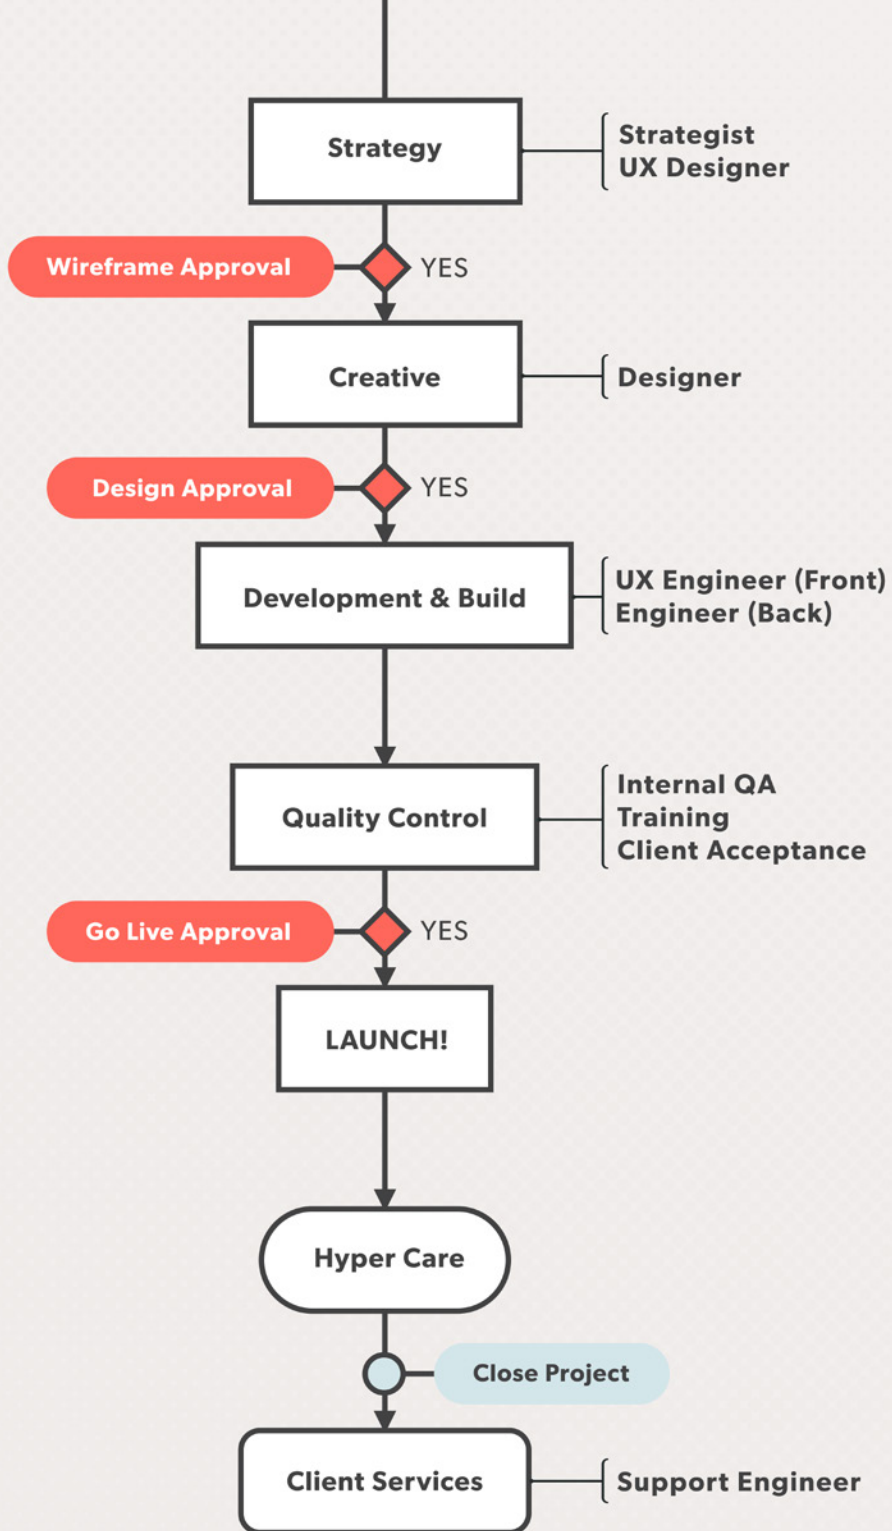 Strategy
Strategist
UX Designer
Wireframe Approval
YES
Creative
Designer
Design Approval
YES
Development & Build
UX Engineer (Front)
Engineer (Back)
Quality Control
Internal QA
Training
Client Acceptance
Go Live Approval
YES
LAUNCH!
Hyper Care
Close Project
Client Services
Support Engineer